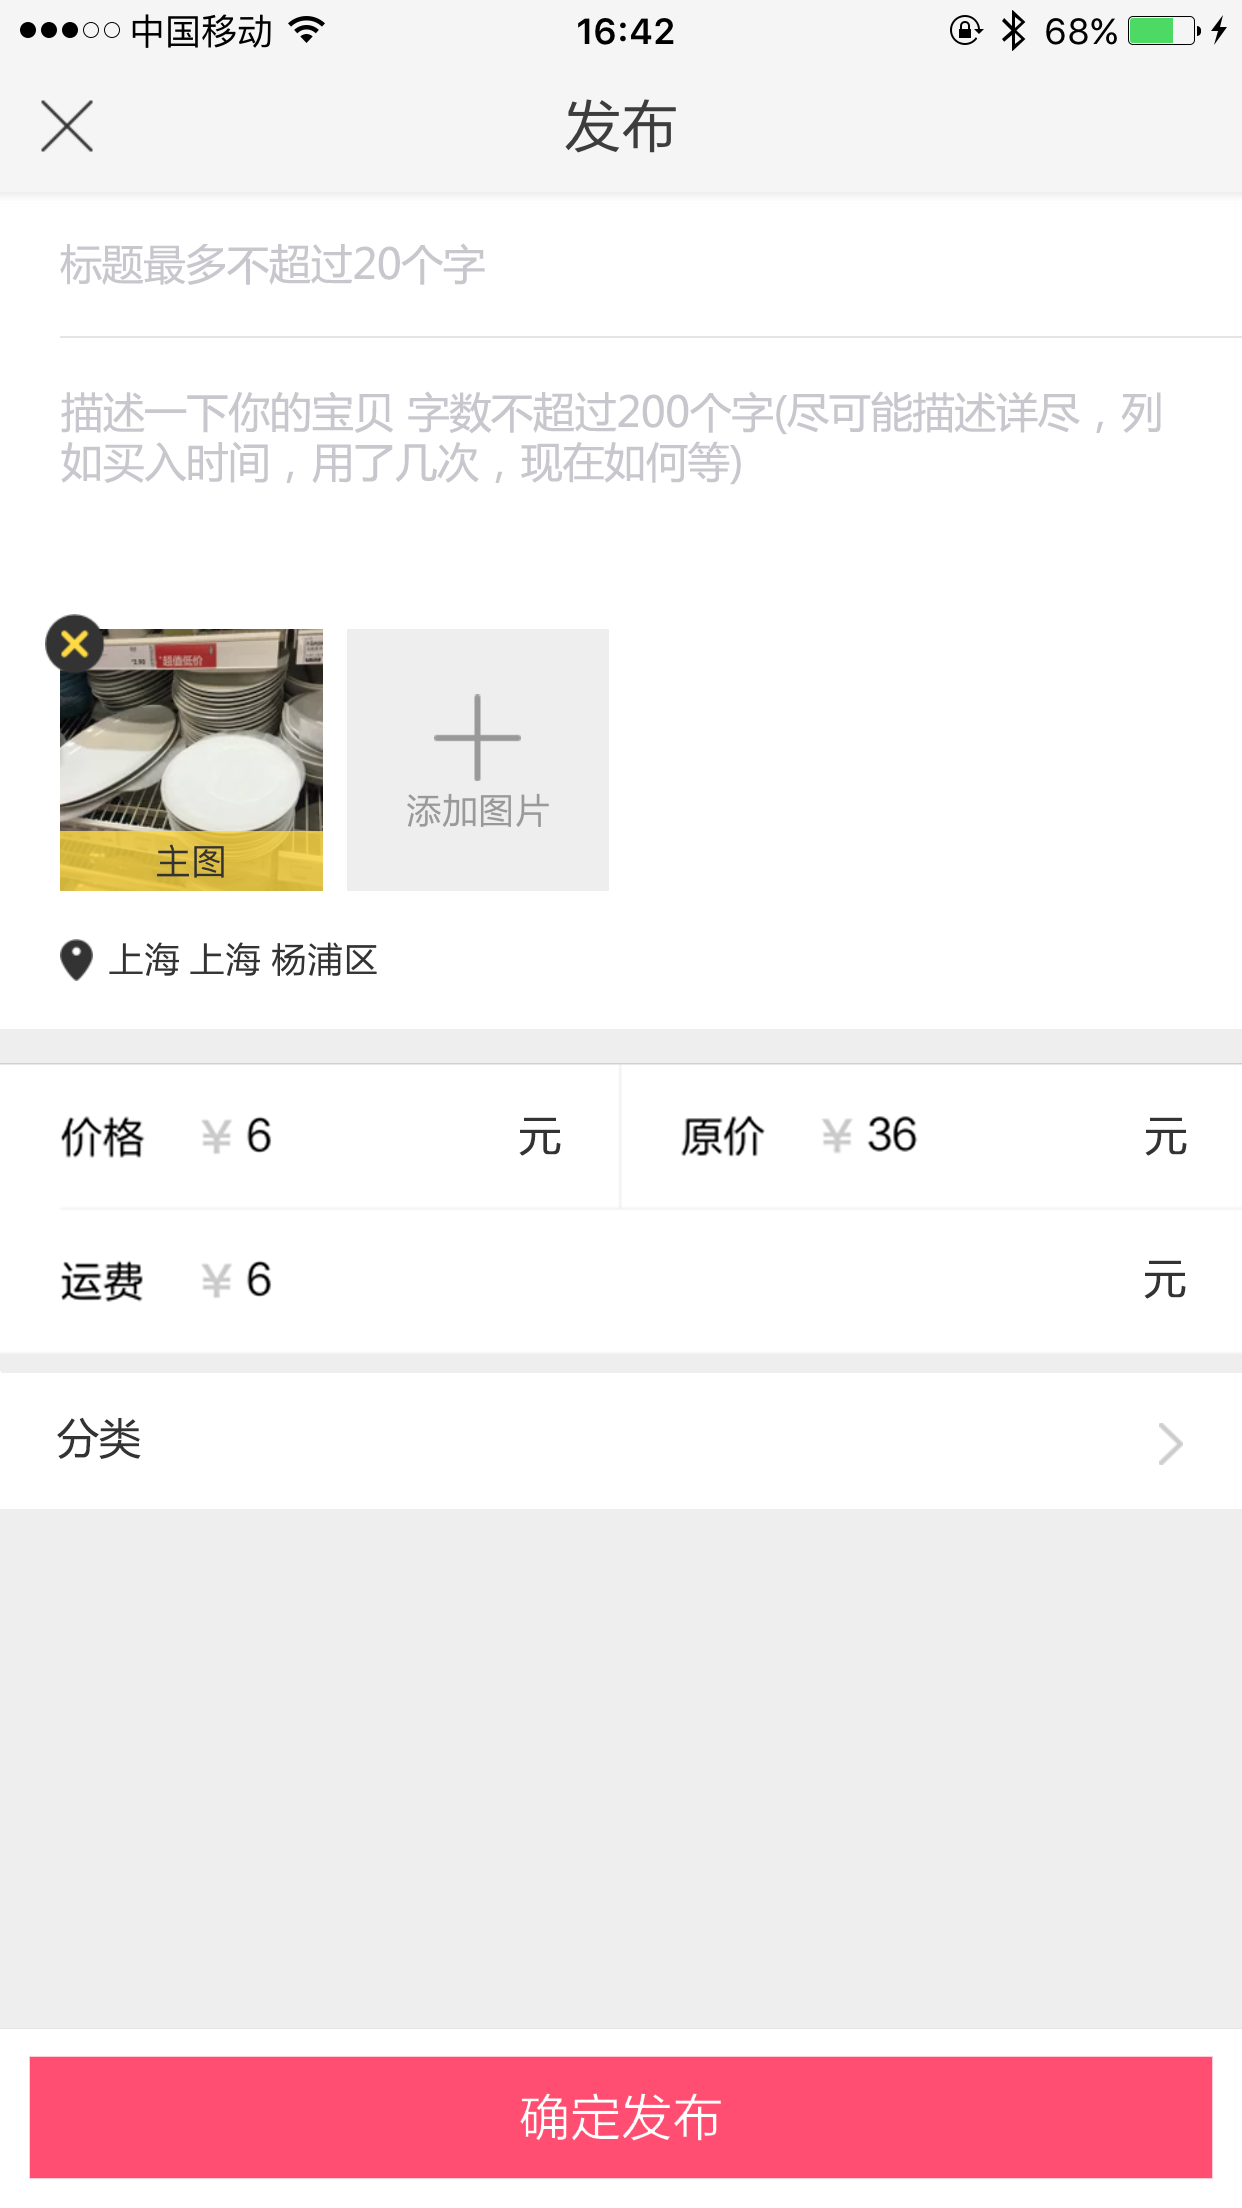 中国移动 16:42 68%
发布
标题最多不超过20个字
描述一下你的宝贝 字数不超过200个字(尽可能描述详尽，列
如买入时间，用了几次，现在如何等)
超值低价
主图
添加图片
上海 上海 杨浦区
价格 ¥ 6 元 原价 ¥ 36 元
运费 ¥ 6 元
分类
确定发布